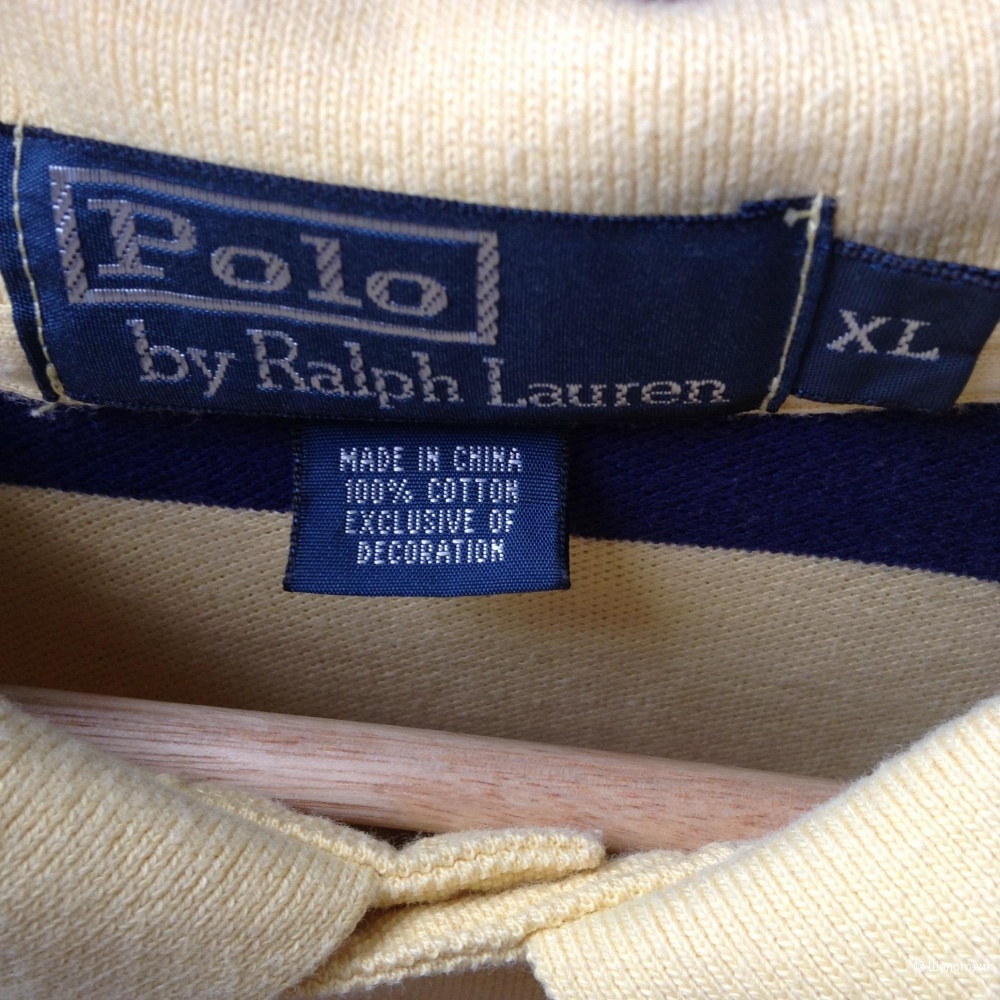 Polo
by Ralph Lauren
XL
MADE IN CHINA
100% COTTON
EXCLUSIVE OF
DECORATION